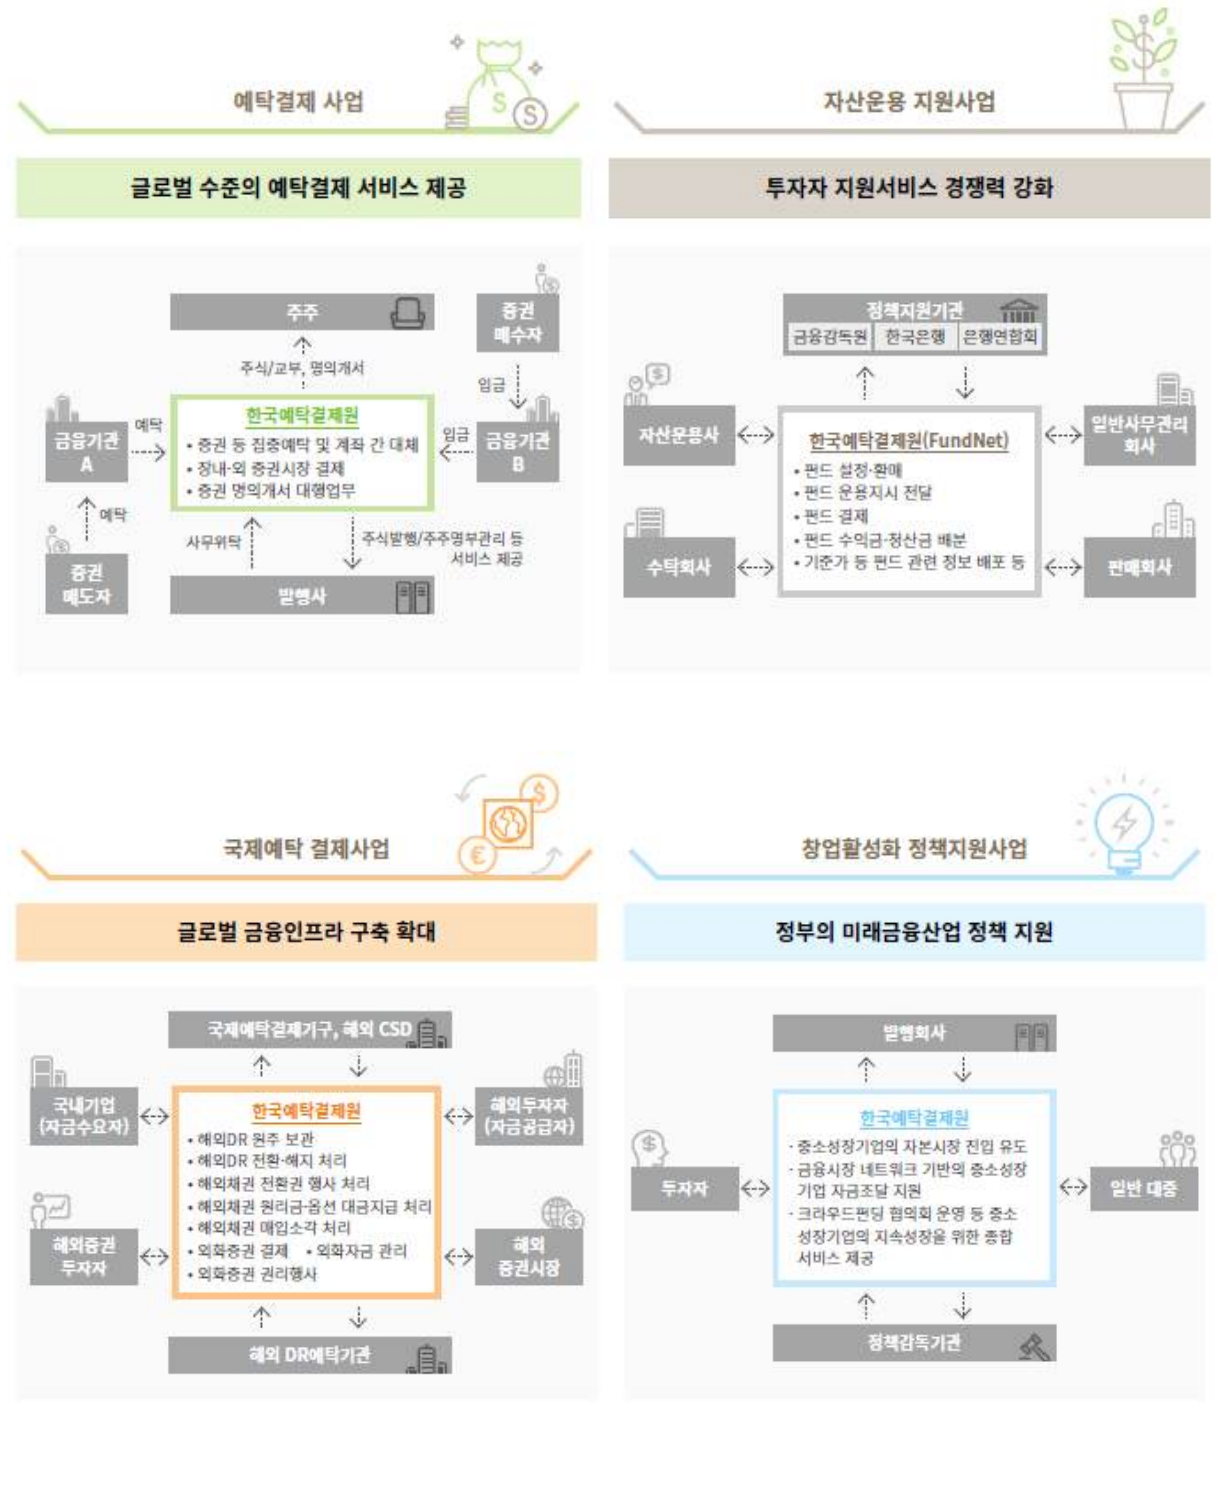 예탁결제 사업
글로벌 수준의 예탁결제 서비스 제공
주주
증권
매수자
주식/교부, 명의개서
입금
금융기관
A
예탁
한국예탁결제원
• 증권 등 집중예탁 및 계좌 간 대체
• 장내·외 증권시장 결제
• 증권 명의개서 대행업무
입금
금융기관
B
예탁
증권
매도자
사무위탁
주식발행/주주명부관리 등
서비스 제공
발행사
자산운용 지원사업
투자자 지원서비스 경쟁력 강화
정책지원기관
금융감독원 한국은행 은행연합회
자산운용사
일반사무관리
회사
한국예탁결제원(FundNet)
• 펀드 설정·환매
• 펀드 운용지시 전달
• 펀드 결제
• 펀드 수익금·정산금 배분
• 기준가 등 펀드 관련 정보 배포 등
수탁회사
판매회사
국제예탁 결제사업
글로벌 금융인프라 구축 확대
국제예탁결제기구, 해외 CSD
국내기업
(자금수요자)
해외투자자
(자금공급자)
한국예탁결제원
• 해외DR 원주 보관
• 해외DR 전환·해지 처리
• 해외채권 전환권 행사 처리
• 해외채권 원리금·옵션 대금지급 처리
• 해외채권 매입소각 처리
• 외화증권 결제 • 외화자금 관리
• 외화증권 권리행사
해외증권
투자자
해외
증권시장
해외 DR예탁기관
창업활성화 정책지원사업
정부의 미래금융산업 정책 지원
발행회사
한국예탁결제원
· 중소성장기업의 자본시장 진입 유도
· 금융시장 네트워크 기반의 중소성장
기업 자금조달 지원
· 크라우드펀딩 협의회 운영 등 중소
성장기업의 지속성장을 위한 종합
서비스 제공
투자자
일반 대중
정책감독기관